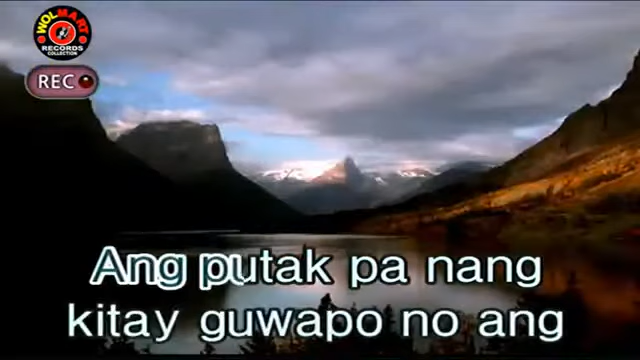 WOLMART
RECORDS
COLLECTION
REC
Ang putak pa nang
kitay guwapo no ang